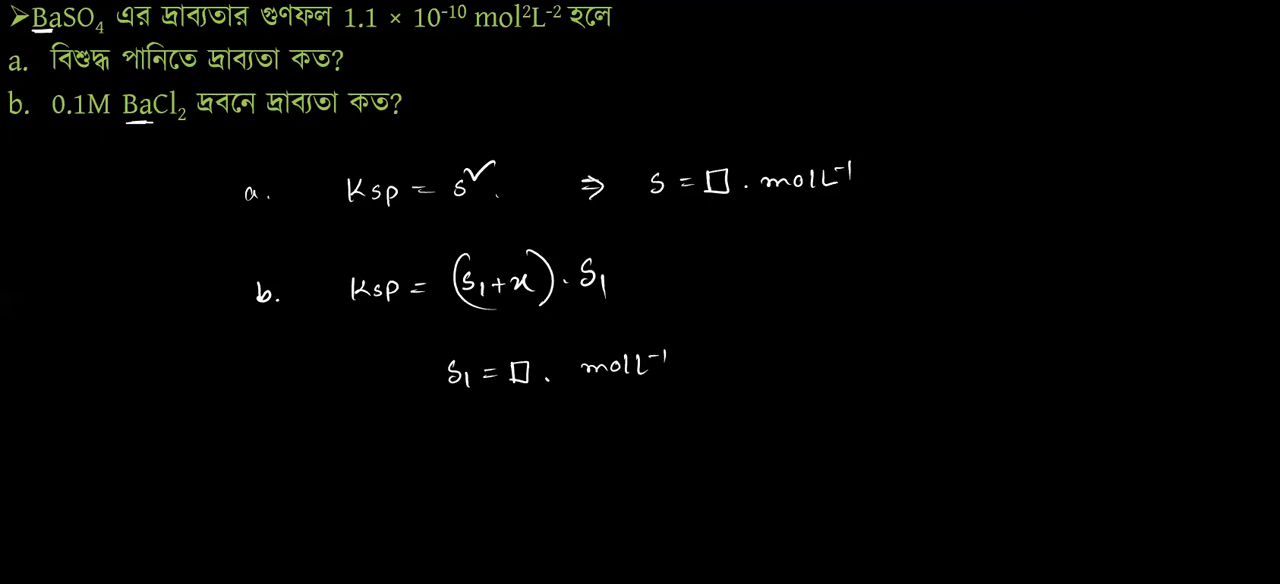 ➢BaSO₄ এর দ্রাব্যতার গুণফল 1.1 × 10⁻¹⁰ mol²L⁻² হলে
a. বিশুদ্ধ পানিতে দ্রাব্যতা কত?
b. 0.1M BaCl₂ দ্রবনে দ্রাব্যতা কত?
a. Ksp = s² . ⇒ s = □ . molL⁻¹
b. Ksp = (s₁+x) . s₁
s₁ = □ . molL⁻¹